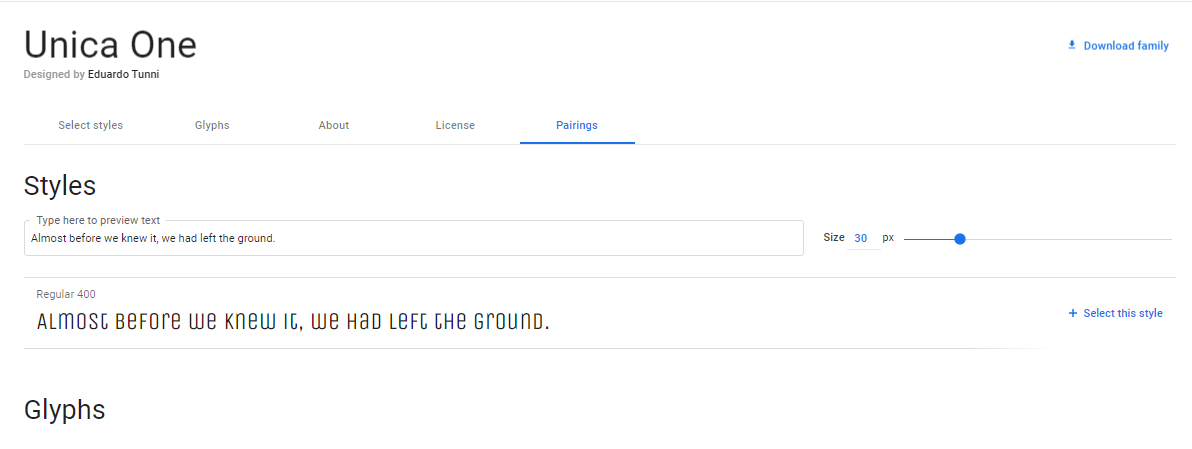 Unica One
Download family
Designed by Eduardo Tunni
Select styles Glyphs About License Pairings
Styles
Type here to preview text
Almost before we knew it, we had left the ground.
Size 30 px
Regular 400
Almost before we knew it, we had left the ground.
+ Select this style
Glyphs